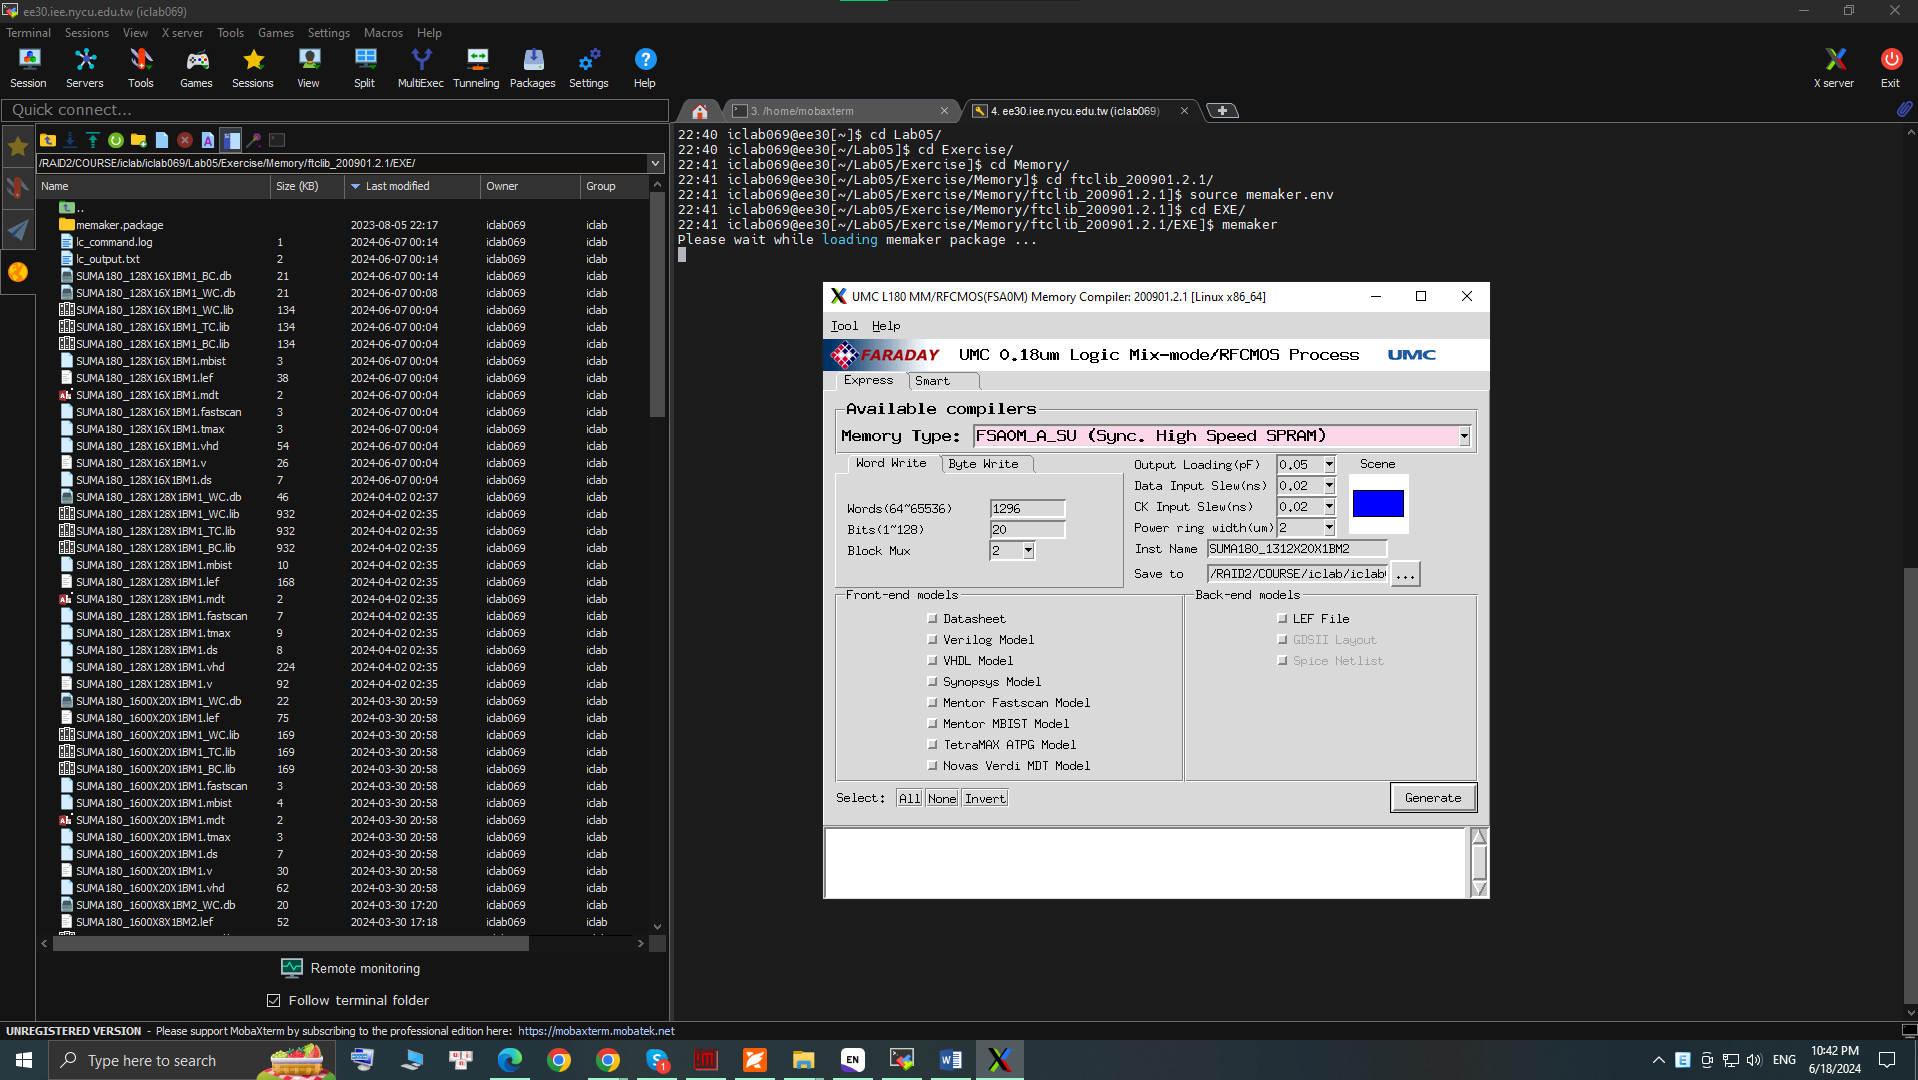 ee30.iee.nycu.edu.tw (iclab069)
Terminal Sessions View X server Tools Games Settings Macros Help
Session Servers Tools Games Sessions View Split MultiExec Tunneling Packages Settings Help X server Exit
Quick connect...
3. /home/mobaxterm
4. ee30.iee.nycu.edu.tw (iclab069)
/RAID2/COURSE/iclab/iclab069/Lab05/Exercise/Memory/ftclib_200901.2.1/EXE/
Name Size (KB) Last modified Owner Group
..
memaker.package 2023-08-05 22:17 iclab069 iclab
lc_command.log 1 2024-06-07 00:14 iclab069 iclab
lc_output.txt 2 2024-06-07 00:14 iclab069 iclab
SUMA180_128X16X1BM1_BC.db 21 2024-06-07 00:14 iclab069 iclab
SUMA180_128X16X1BM1_WC.db 21 2024-06-07 00:08 iclab069 iclab
SUMA180_128X16X1BM1_WC.lib 134 2024-06-07 00:04 iclab069 iclab
SUMA180_128X16X1BM1_TC.lib 134 2024-06-07 00:04 iclab069 iclab
SUMA180_128X16X1BM1_BC.lib 134 2024-06-07 00:04 iclab069 iclab
SUMA180_128X16X1BM1.mbist 3 2024-06-07 00:04 iclab069 iclab
SUMA180_128X16X1BM1.lef 38 2024-06-07 00:04 iclab069 iclab
SUMA180_128X16X1BM1.mdt 2 2024-06-07 00:04 iclab069 iclab
SUMA180_128X16X1BM1.fastscan 3 2024-06-07 00:04 iclab069 iclab
SUMA180_128X16X1BM1.tmax 3 2024-06-07 00:04 iclab069 iclab
SUMA180_128X16X1BM1.vhd 54 2024-06-07 00:04 iclab069 iclab
SUMA180_128X16X1BM1.v 26 2024-06-07 00:04 iclab069 iclab
SUMA180_128X16X1BM1.ds 7 2024-06-07 00:04 iclab069 iclab
SUMA180_128X128X1BM1_WC.db 46 2024-04-02 02:37 iclab069 iclab
SUMA180_128X128X1BM1_WC.lib 932 2024-04-02 02:35 iclab069 iclab
SUMA180_128X128X1BM1_TC.lib 932 2024-04-02 02:35 iclab069 iclab
SUMA180_128X128X1BM1_BC.lib 932 2024-04-02 02:35 iclab069 iclab
SUMA180_128X128X1BM1.mbist 10 2024-04-02 02:35 iclab069 iclab
SUMA180_128X128X1BM1.lef 168 2024-04-02 02:35 iclab069 iclab
SUMA180_128X128X1BM1.mdt 2 2024-04-02 02:35 iclab069 iclab
SUMA180_128X128X1BM1.fastscan 7 2024-04-02 02:35 iclab069 iclab
SUMA180_128X128X1BM1.tmax 9 2024-04-02 02:35 iclab069 iclab
SUMA180_128X128X1BM1.ds 8 2024-04-02 02:35 iclab069 iclab
SUMA180_128X128X1BM1.vhd 224 2024-04-02 02:35 iclab069 iclab
SUMA180_128X128X1BM1.v 92 2024-04-02 02:35 iclab069 iclab
SUMA180_1600X20X1BM1_WC.db 22 2024-03-30 20:59 iclab069 iclab
SUMA180_1600X20X1BM1.lef 75 2024-03-30 20:58 iclab069 iclab
SUMA180_1600X20X1BM1_WC.lib 169 2024-03-30 20:58 iclab069 iclab
SUMA180_1600X20X1BM1_TC.lib 169 2024-03-30 20:58 iclab069 iclab
SUMA180_1600X20X1BM1_BC.lib 169 2024-03-30 20:58 iclab069 iclab
SUMA180_1600X20X1BM1.fastscan 3 2024-03-30 20:58 iclab069 iclab
SUMA180_1600X20X1BM1.mbist 4 2024-03-30 20:58 iclab069 iclab
SUMA180_1600X20X1BM1.mdt 2 2024-03-30 20:58 iclab069 iclab
SUMA180_1600X20X1BM1.tmax 3 2024-03-30 20:58 iclab069 iclab
SUMA180_1600X20X1BM1.ds 7 2024-03-30 20:58 iclab069 iclab
SUMA180_1600X20X1BM1.v 30 2024-03-30 20:58 iclab069 iclab
SUMA180_1600X20X1BM1.vhd 62 2024-03-30 20:58 iclab069 iclab
SUMA180_1600X8X1BM2_WC.db 20 2024-03-30 17:20 iclab069 iclab
SUMA180_1600X8X1BM2.lef 52 2024-03-30 17:18 iclab069 iclab
Remote monitoring
Follow terminal folder
22:40 iclab069@ee30[~]$ cd Lab05/
22:40 iclab069@ee30[~/Lab05]$ cd Exercise/
22:41 iclab069@ee30[~/Lab05/Exercise]$ cd Memory/
22:41 iclab069@ee30[~/Lab05/Exercise/Memory]$ cd ftclib_200901.2.1/
22:41 iclab069@ee30[~/Lab05/Exercise/Memory/ftclib_200901.2.1]$ source memaker.env
22:41 iclab069@ee30[~/Lab05/Exercise/Memory/ftclib_200901.2.1]$ cd EXE/
22:41 iclab069@ee30[~/Lab05/Exercise/Memory/ftclib_200901.2.1/EXE]$ memaker
Please wait while loading memaker package ...
UMC L180 MM/RFCMOS(FSA0M) Memory Compiler: 200901.2.1 [Linux x86_64]
Tool Help
FARADAY UMC 0.18um Logic Mix-mode/RFCMOS Process UMC
Express Smart
Available compilers
Memory Type: FSA0M_A_SU (Sync. High Speed SPRAM)
Word Write Byte Write
Words(64~65536) 1296
Bits(1~128) 20
Block Mux 2
Output Loading(pF) 0.05 Scene
Data Input Slew(ns) 0.02
CK Input Slew(ns) 0.02
Power ring width(um) 2
Inst Name SUMA180_1312X20X1BM2
Save to /RAID2/COURSE/iclab/iclab ...
Front-end models
Datasheet
Verilog Model
VHDL Model
Synopsys Model
Mentor Fastscan Model
Mentor MBIST Model
TetraMAX ATPG Model
Novas Verdi MDT Model
Back-end models
LEF File
GDSII Layout
Spice Netlist
Select: All None Invert Generate
UNREGISTERED VERSION - Please support MobaXterm by subscribing to the professional edition here: https://mobaxterm.mobatek.net
Type here to search
1
EN
ENG
10:42 PM
6/18/2024